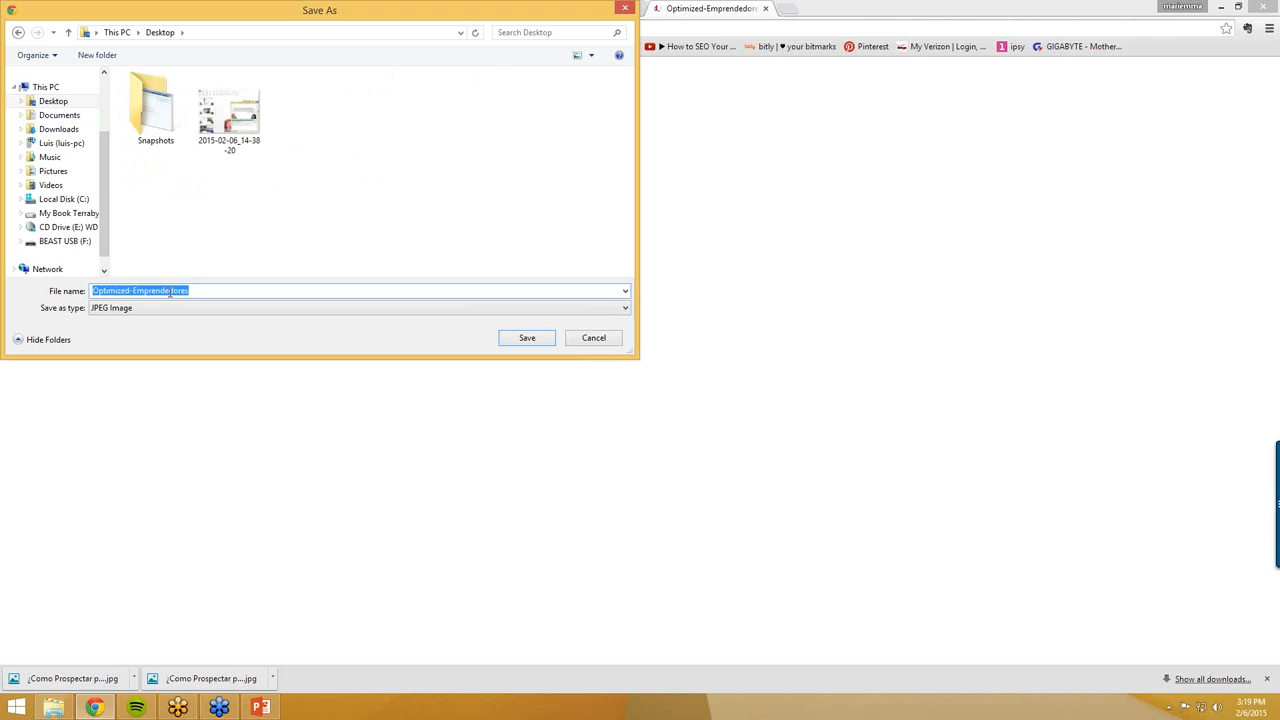 Save As
Optimized-Emprendedore
mariemma
This PC
Desktop
Search Desktop
Organize
New folder
How to SEO Your ...
bitly | ♥ your bitmarks
Pinterest
My Verizon | Login, ...
ipsy
GIGABYTE - Mother...
This PC
Desktop
Documents
Downloads
Luis (luis-pc)
Music
Pictures
Videos
Local Disk (C:)
My Book Terraby
CD Drive (E:) WD
BEAST USB (F:)
Network
Snapshots
2015-02-06_14-38
-20
File name:
Optimized-Emprendedores
Save as type:
JPEG Image
Hide Folders
Save
Cancel
¿Como Prospectar p....jpg
¿Como Prospectar p....jpg
Show all downloads...
3:19 PM
2/6/2015